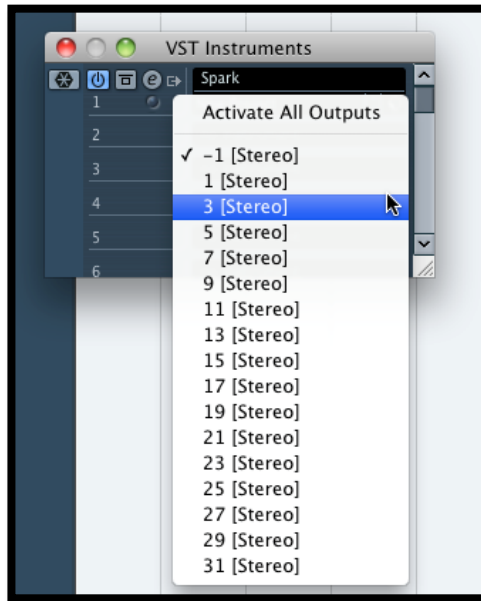 VST Instruments
e Spark
1
2
3
4
5
6
Activate All Outputs
✓ -1 [Stereo]
1 [Stereo]
3 [Stereo]
5 [Stereo]
7 [Stereo]
9 [Stereo]
11 [Stereo]
13 [Stereo]
15 [Stereo]
17 [Stereo]
19 [Stereo]
21 [Stereo]
23 [Stereo]
25 [Stereo]
27 [Stereo]
29 [Stereo]
31 [Stereo]